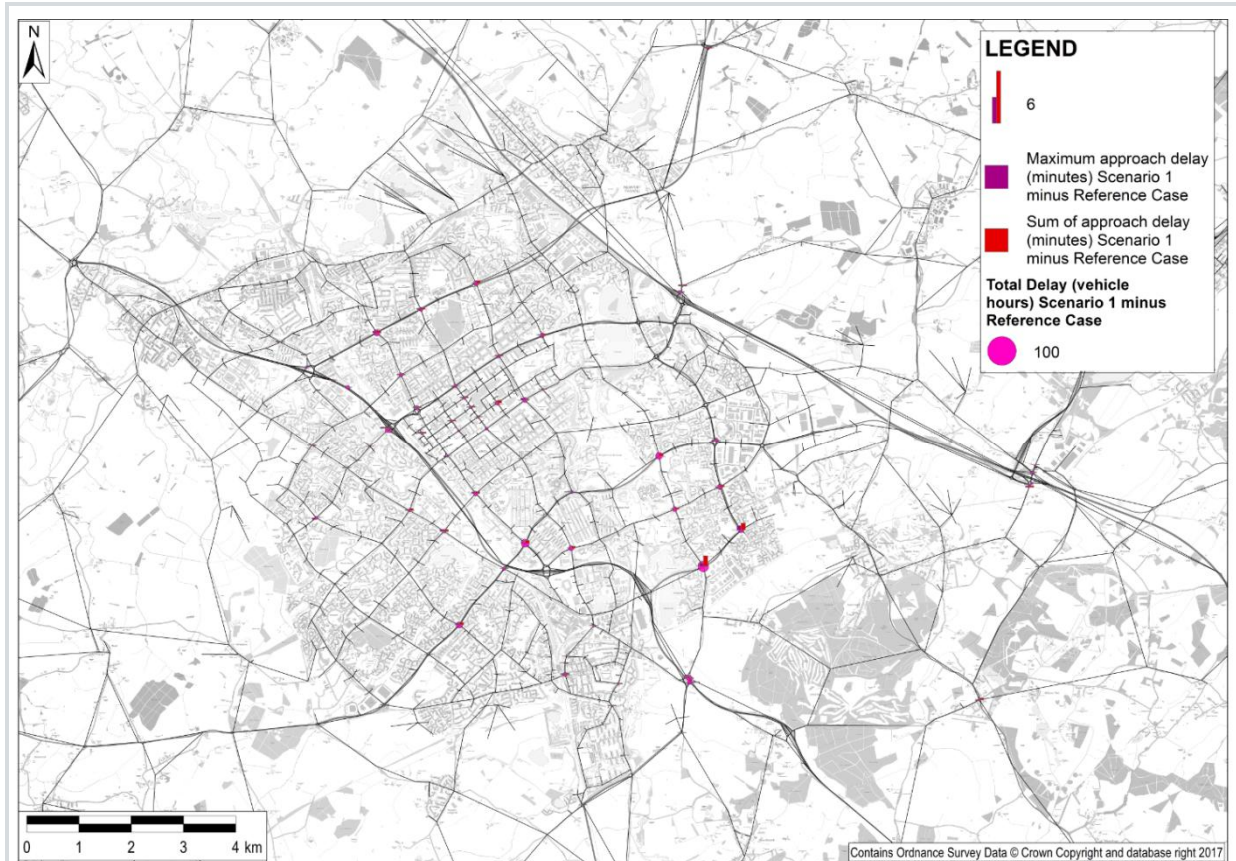 N
LEGEND
6
Maximum approach delay
(minutes) Scenario 1
minus Reference Case
Sum of approach delay
(minutes) Scenario 1
minus Reference Case
Total Delay (vehicle
hours) Scenario 1 minus
Reference Case
100
0 1 2 3 4 km
Contains Ordnance Survey Data © Crown Copyright and database right 2017